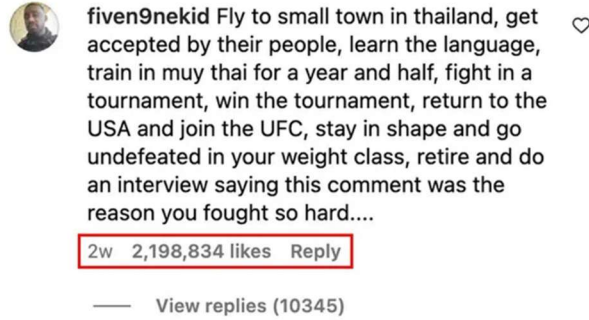 fiven9nekid Fly to small town in thailand, get
accepted by their people, learn the language,
train in muy thai for a year and half, fight in a
tournament, win the tournament, return to the
USA and join the UFC, stay in shape and go
undefeated in your weight class, retire and do
an interview saying this comment was the
reason you fought so hard....
2w 2,198,834 likes Reply
View replies (10345)